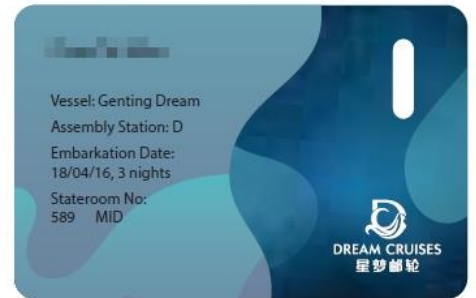 Vessel: Genting Dream
Assembly Station: D
Embarkation Date:
18/04/16, 3 nights
Stateroom No:
589 MID
DREAM CRUISES
星梦邮轮